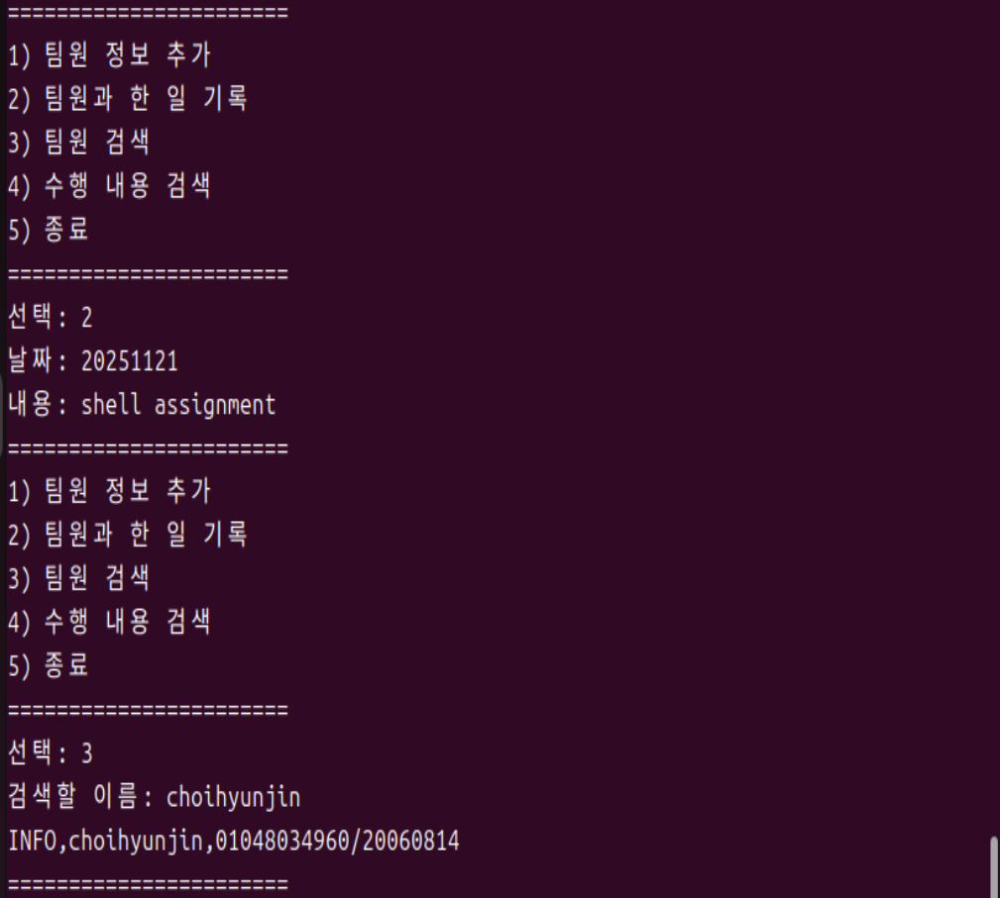 =======================
1) 팀원 정보 추가
2) 팀원과 한 일 기록
3) 팀원 검색
4) 수행 내용 검색
5) 종료
=======================
선택: 2
날짜: 20251121
내용: shell assignment
=======================
1) 팀원 정보 추가
2) 팀원과 한 일 기록
3) 팀원 검색
4) 수행 내용 검색
5) 종료
=======================
선택: 3
검색할 이름: choihyunjin
INFO,choihyunjin,01048034960/20060814
=======================